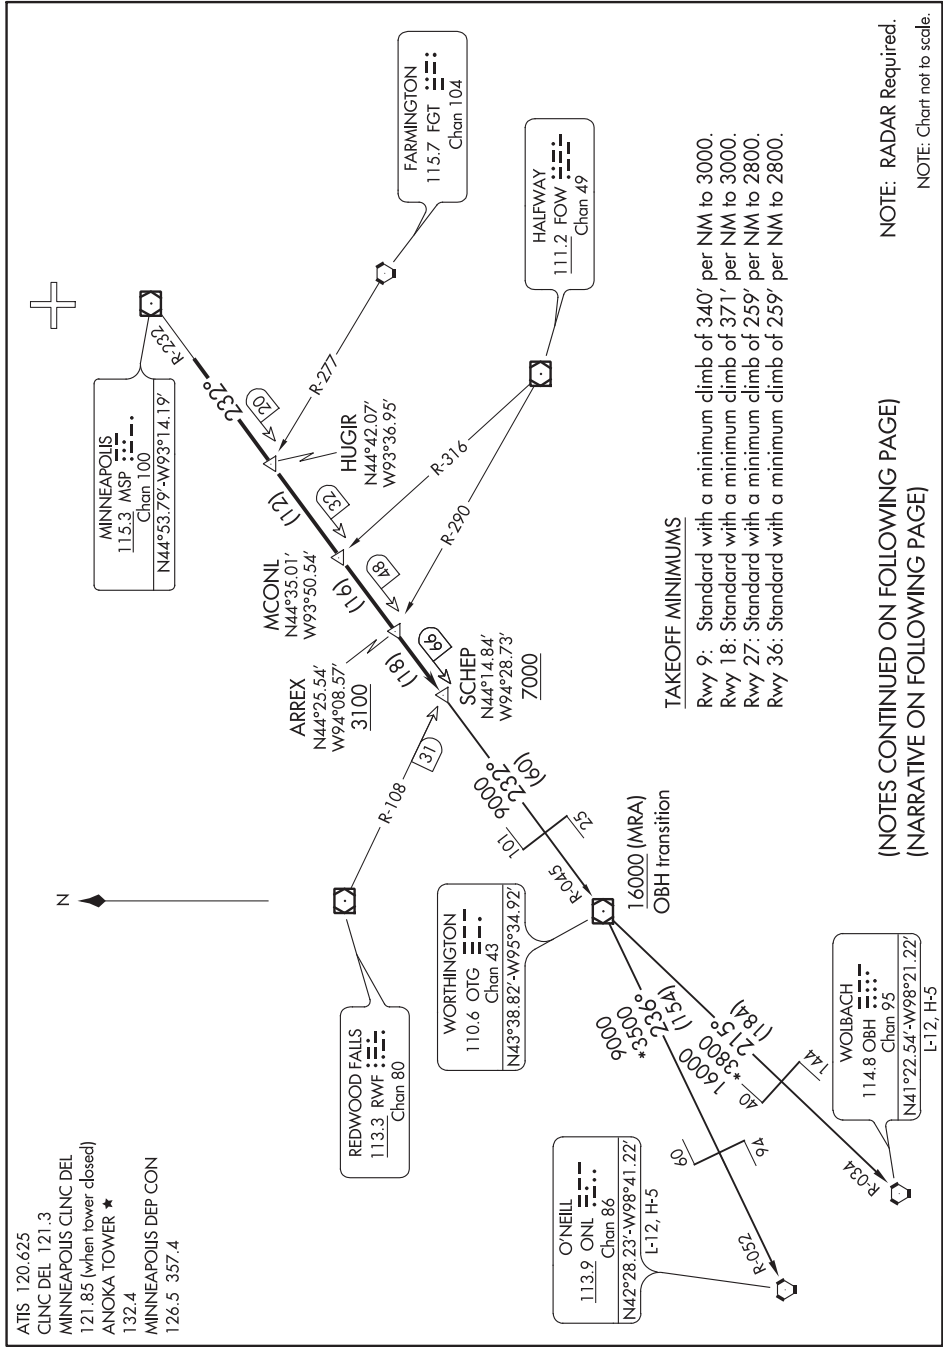 ATIS 120.625
CLNC DEL 121.3
MINNEAPOLIS CLNC DEL
121.85 (when tower closed)
ANOKA TOWER ★
132.4
MINNEAPOLIS DEP CON
126.5 357.4
N
MINNEAPOLIS
115.3 MSP
Chan 100
N44°53.79'-W93°14.19'
R-232
232°
20
FARMINGTON
115.7 FGT
Chan 104
R-277
HUGIR
N44°42.07'
W93°36.95'
(12)
32
HALFWAY
111.2 FOW
Chan 49
R-316
R-290
MCONL
N44°35.01'
W93°50.54'
(16)
48
ARREX
N44°25.54'
W94°08.57'
3100
(18)
66
SCHEP
N44°14.84'
W94°28.73'
7000
REDWOOD FALLS
113.3 RWF
Chan 80
R-108
31
9000
232°
(60)
101
25
R-045
WORTHINGTON
110.6 OTG
Chan 43
N43°38.82'-W95°34.92'
16000 (MRA)
OBH transition
9000
*3500
236°
(154)
60
94
R-052
O'NEILL
113.9 ONL
Chan 86
N42°28.23'-W98°41.22'
L-12, H-5
16000
*3800
215°
(184)
40
144
R-034
WOLBACH
114.8 OBH
Chan 95
N41°22.54'-W98°21.22'
L-12, H-5
TAKEOFF MINIMUMS
Rwy 9: Standard with a minimum climb of 340' per NM to 3000.
Rwy 18: Standard with a minimum climb of 371' per NM to 3000.
Rwy 27: Standard with a minimum climb of 259' per NM to 2800.
Rwy 36: Standard with a minimum climb of 259' per NM to 2800.
(NOTES CONTINUED ON FOLLOWING PAGE)
(NARRATIVE ON FOLLOWING PAGE)
NOTE: RADAR Required.
NOTE: Chart not to scale.